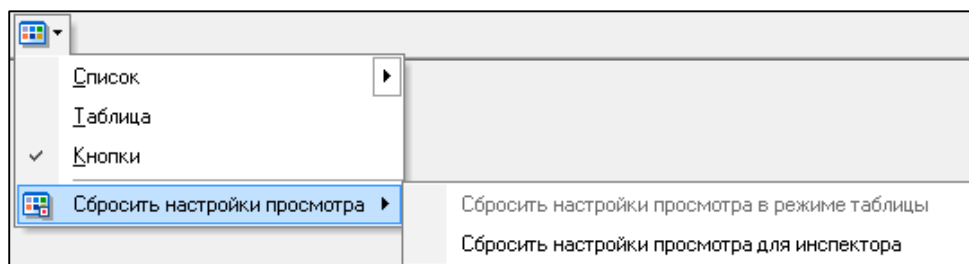 Список
Таблица
Кнопки
Сбросить настройки просмотра
Сбросить настройки просмотра в режиме таблицы
Сбросить настройки просмотра для инспектора